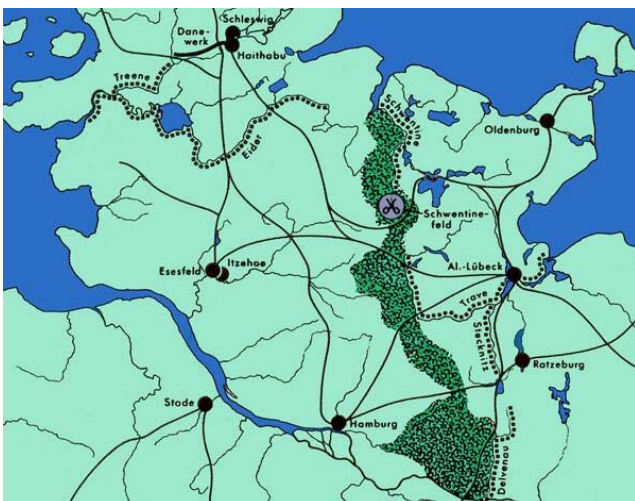 Schleswig
Dane-
werk
Haithabu
Treene
Eider
Schwentine
Oldenburg
Schwentine-
feld
Esesfeld
Itzehoe
Al.-Lübeck
Trave
Stecknitz
Ratzeburg
Stade
Hamburg
Delvenau